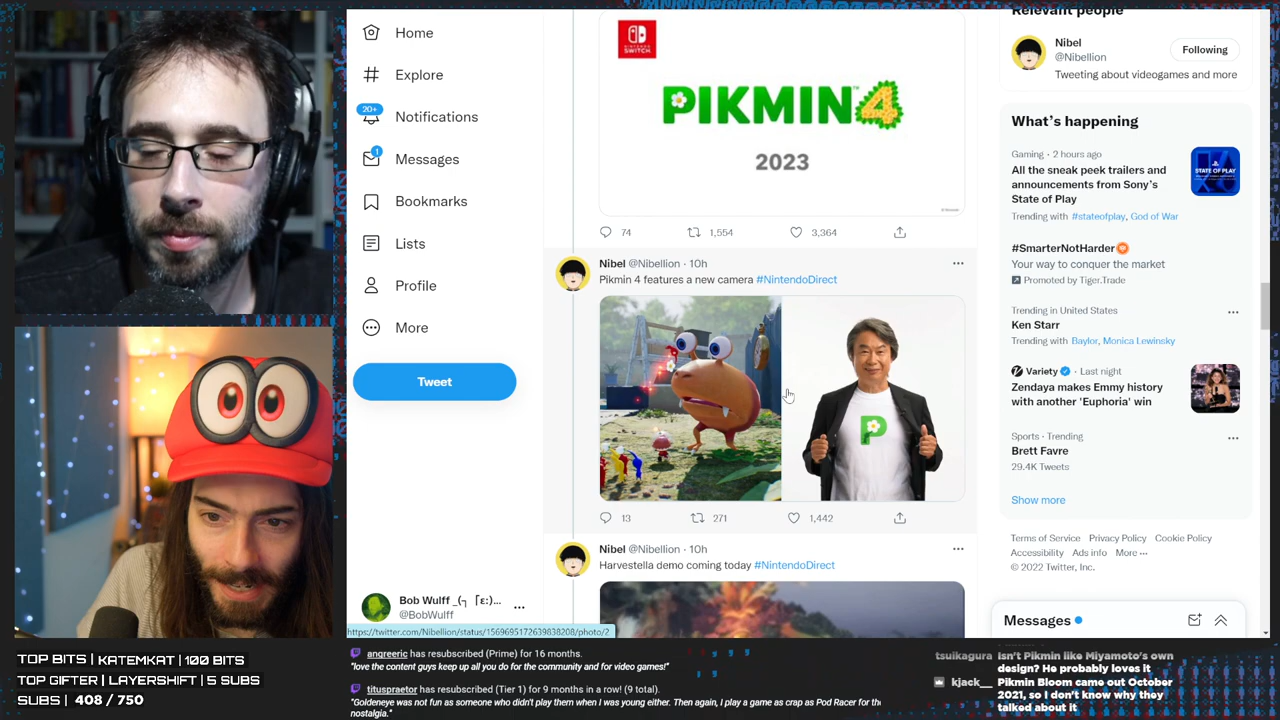 Home
Explore
20+
Notifications
1
Messages
Bookmarks
Lists
Profile
More
Tweet
Bob Wulff _(┐「ε:)...
@BobWulff
https://twitter.com/Nibellion/status/1569695172639838208/photo/2
NINTENDO
SWITCH
PIKMIN 4
2023
74 1,554 3,364
Nibel @Nibellion · 10h
Pikmin 4 features a new camera #NintendoDirect
P
13 271 1,442
Nibel @Nibellion · 10h
Harvestella demo coming today #NintendoDirect
Relevant people
Nibel
@Nibellion
Following
Tweeting about videogames and more
What's happening
Gaming · 2 hours ago
All the sneak peek trailers and
announcements from Sony's
State of Play
STATE OF PLAY
Trending with #stateofplay, God of War
#SmarterNotHarder
Your way to conquer the market
Promoted by Tiger.Trade
Trending in United States
Ken Starr
Trending with Baylor, Monica Lewinsky
Variety · Last night
Zendaya makes Emmy history
with another 'Euphoria' win
Sports · Trending
Brett Favre
29.4K Tweets
Show more
Terms of Service Privacy Policy Cookie Policy
Accessibility Ads info More ···
© 2022 Twitter, Inc.
Messages
TOP BITS | KATEMKAT | 100 BITS
TOP GIFTER | LAYERSHIFT | 5 SUBS
SUBS | 408 / 750
angreeric has resubscribed (Prime) for 16 months.
"love the content guys keep up all you do for the community and for video games!"
tituspraetor has resubscribed (Tier 1) for 9 months in a row! (9 total).
"Goldeneye was not fun as someone who didn't play them when I was young either. Then again, I play a game as crap as Pod Racer for the
nostalgia."
tsuikagura Isn't Pikmin like Miyamoto's own
design? He probably loves it
kjack__ Pikmin Bloom came out October
2021, so I don't know why they
talked about it